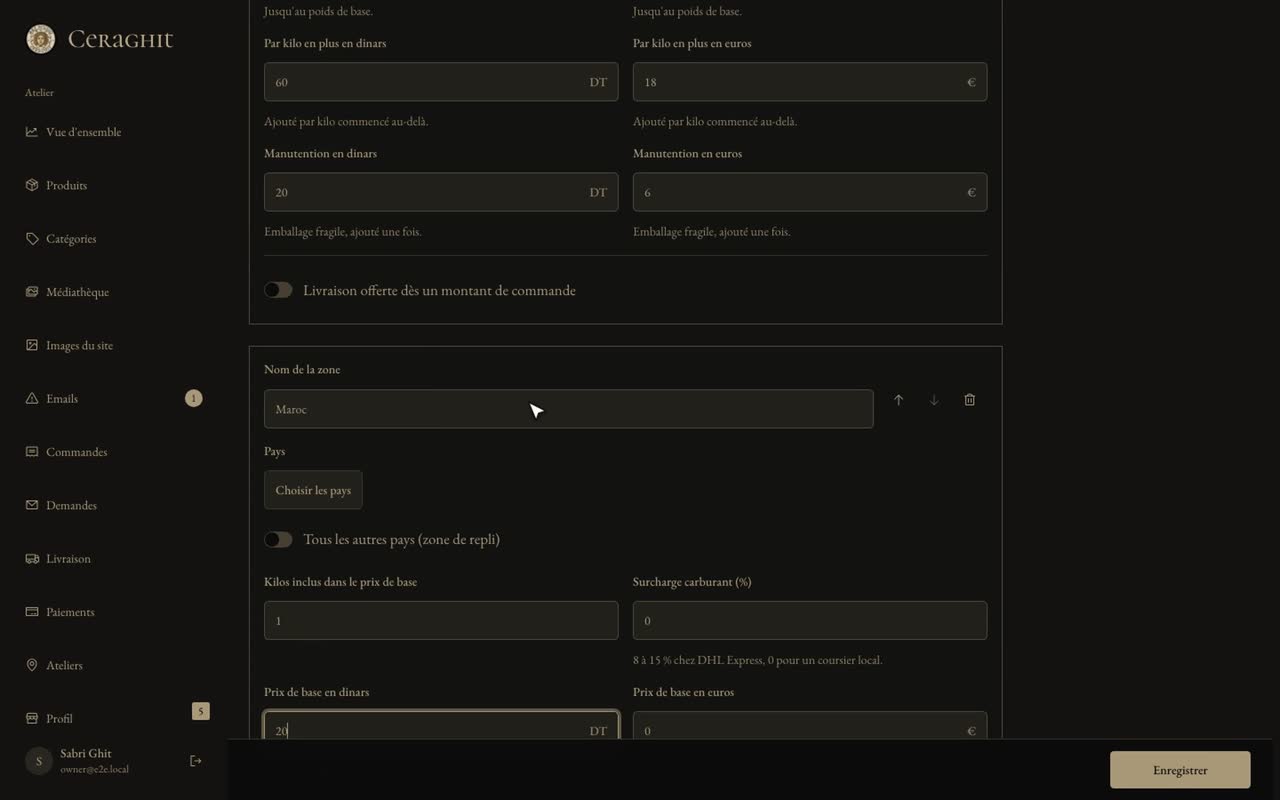 Ceraghit
Atelier
Vue d'ensemble
Produits
Catégories
Médiathèque
Images du site
Emails
1
Commandes
Demandes
Livraison
Paiements
Ateliers
Profil
5
S
Sabri Ghit
owner@e2e.local
Jusqu'au poids de base.
Jusqu'au poids de base.
Par kilo en plus en dinars
Par kilo en plus en euros
60 DT
18 €
Ajouté par kilo commencé au-delà.
Ajouté par kilo commencé au-delà.
Manutention en dinars
Manutention en euros
20 DT
6 €
Emballage fragile, ajouté une fois.
Emballage fragile, ajouté une fois.
Livraison offerte dès un montant de commande
Nom de la zone
Maroc
Pays
Choisir les pays
Tous les autres pays (zone de repli)
Kilos inclus dans le prix de base
Surcharge carburant (%)
1
0
8 à 15 % chez DHL Express, 0 pour un coursier local.
Prix de base en dinars
Prix de base en euros
20 DT
0 €
Enregistrer